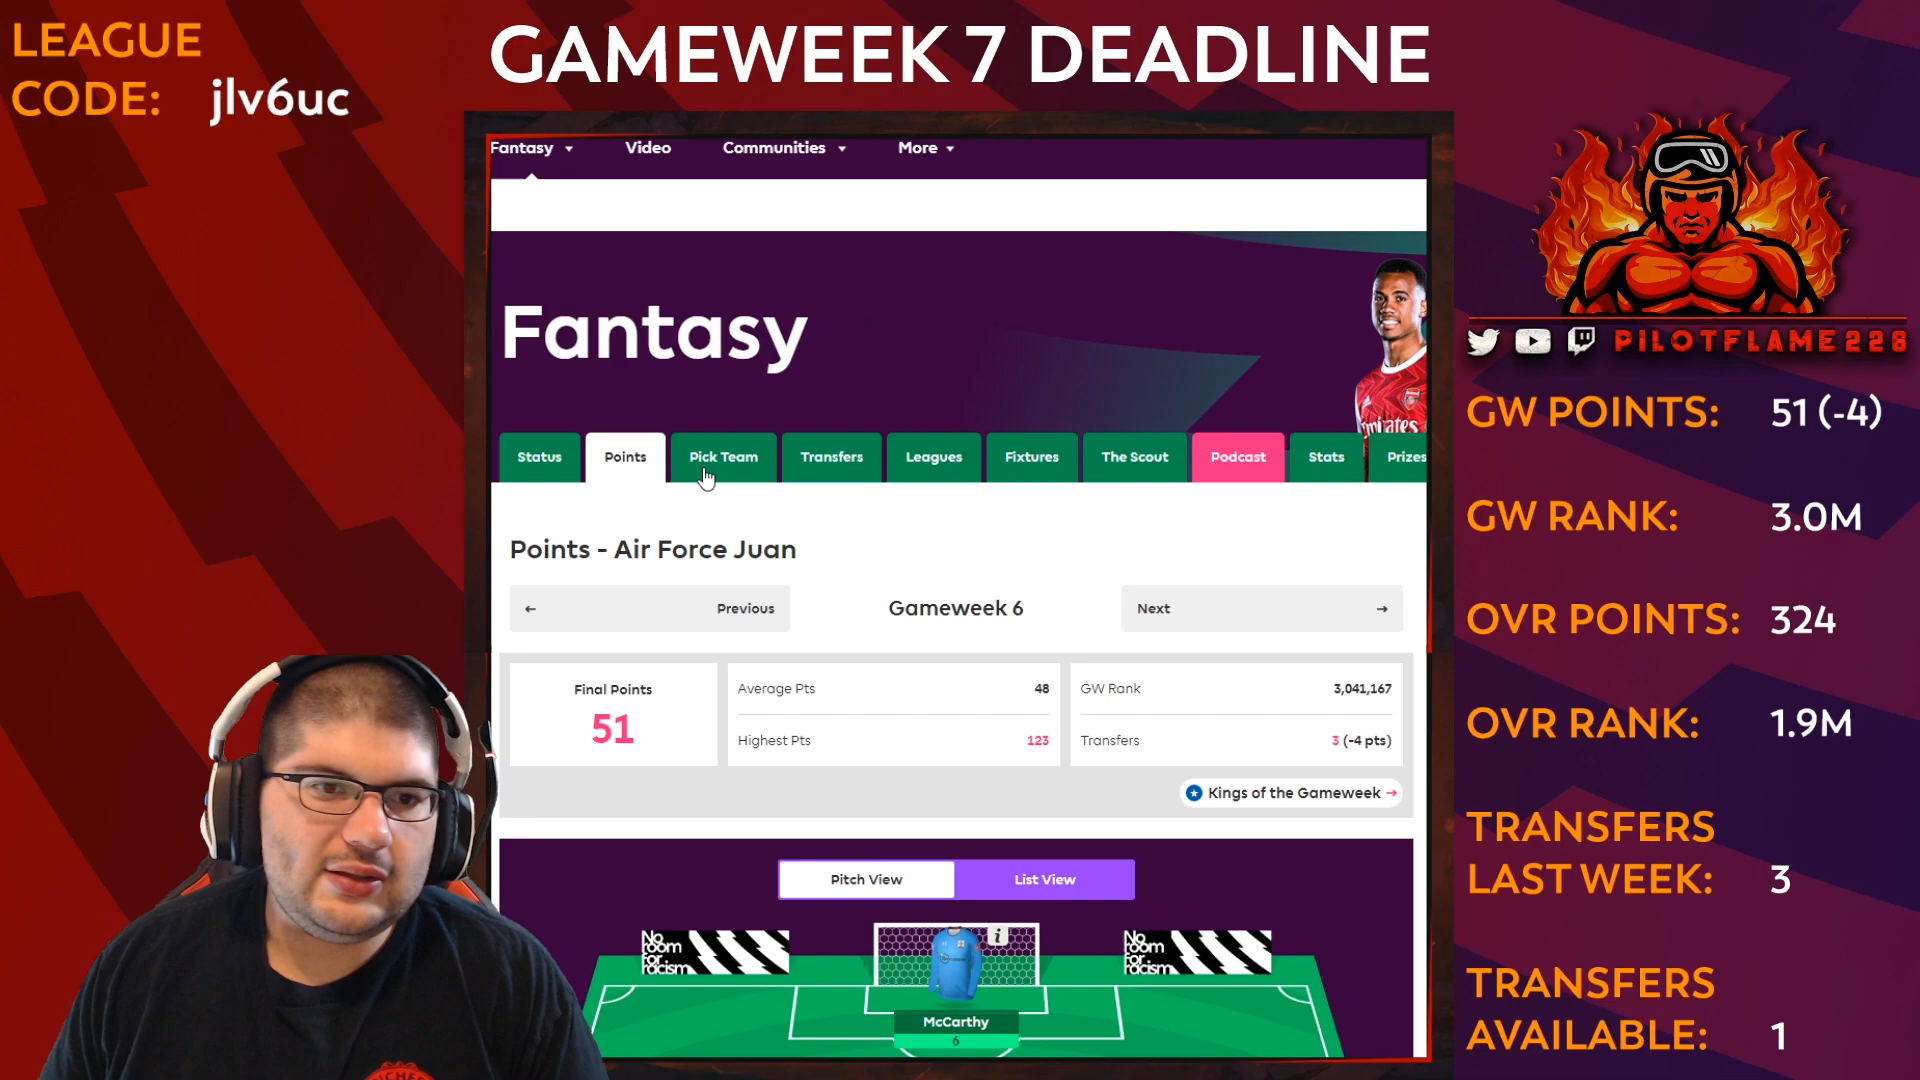 LEAGUE
CODE: jlv6uc
GAMEWEEK 7 DEADLINE
Fantasy Video Communities More
Fantasy
Status Points Pick Team Transfers Leagues Fixtures The Scout Podcast Stats Prizes
Points - Air Force Juan
← Previous Gameweek 6 Next →
Final Points
51
Average Pts 48
Highest Pts 123
GW Rank 3,041,167
Transfers 3 (-4 pts)
Kings of the Gameweek →
Pitch View List View
No
room
for
racism
No
room
for
racism
i
McCarthy
6
PILOTFLAME226
GW POINTS: 51 (-4)
GW RANK: 3.0M
OVR POINTS: 324
OVR RANK: 1.9M
TRANSFERS
LAST WEEK: 3
TRANSFERS
AVAILABLE: 1